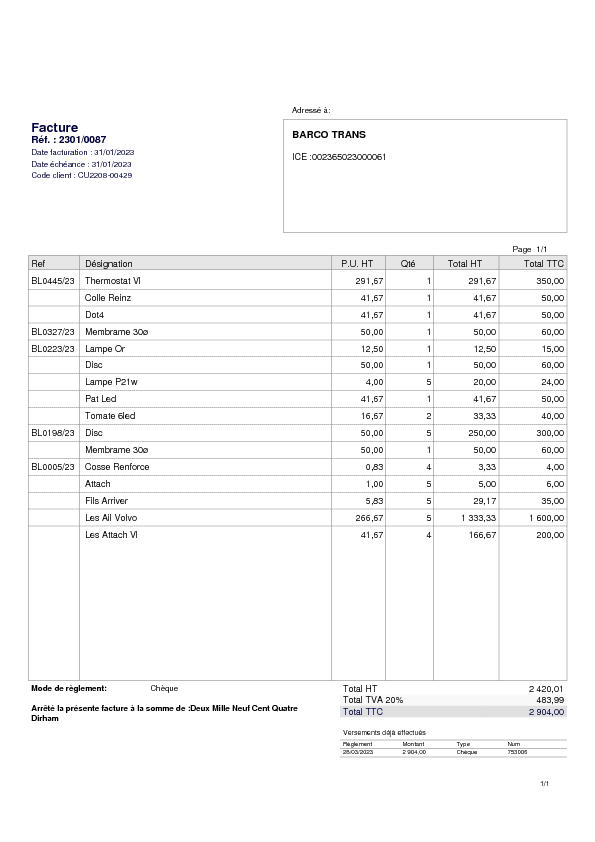 Adressé à:
Facture
Réf. : 2301/0087
Date facturation : 31/01/2023
Date échéance : 31/01/2023
Code client : CU2208-00429
BARCO TRANS
ICE :002365023000061
Page 1/1
Ref Désignation P.U. HT Qté Total HT Total TTC
BL0445/23 Thermostat Vl 291,67 1 291,67 350,00
Colle Reinz 41,67 1 41,67 50,00
Dot4 41,67 1 41,67 50,00
BL0327/23 Membrame 30ø 50,00 1 50,00 60,00
BL0223/23 Lampe Or 12,50 1 12,50 15,00
Disc 50,00 1 50,00 60,00
Lampe P21w 4,00 5 20,00 24,00
Pat Led 41,67 1 41,67 50,00
Tomate 6led 16,67 2 33,33 40,00
BL0198/23 Disc 50,00 5 250,00 300,00
Membrame 30ø 50,00 1 50,00 60,00
BL0005/23 Cosse Renforce 0,83 4 3,33 4,00
Attach 1,00 5 5,00 6,00
Fils Arriver 5,83 5 29,17 35,00
Les Ail Volvo 266,67 5 1 333,33 1 600,00
Les Attach Vl 41,67 4 166,67 200,00
Mode de règlement: Chèque
Arrêté la présente facture à la somme de :Deux Mille Neuf Cent Quatre
Dirham
Total HT 2 420,01
Total TVA 20% 483,99
Total TTC 2 904,00
Versements déjà effectués
Règlement Montant Type Num
28/03/2023 2 904,00 Chèque 753006
1/1